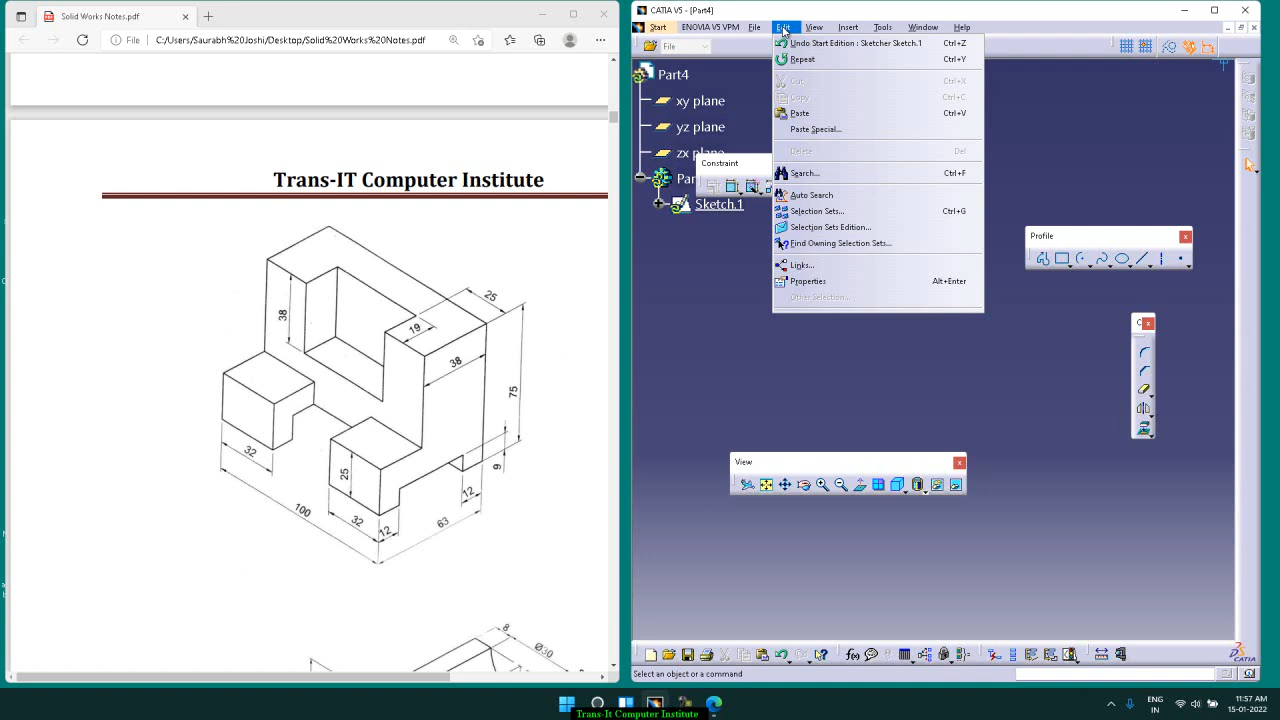 Solid Works Notes.pdf
File
C:/Users/Saurabh%20Joshi/Desktop/Solid%20Works%20Notes.pdf
Trans-IT Computer Institute
25
38
19
38
75
32
25
9
12
100
32
12
63
8
Ø30
CATIA V5 - [Part4]
Start
ENOVIA V5 VPM
File
Edit
View
Insert
Tools
Window
Help
File
Undo Start Edition : Sketcher Sketch.1 Ctrl+Z
Repeat Ctrl+Y
Cut Ctrl+X
Copy Ctrl+C
Paste Ctrl+V
Paste Special...
Delete Del
Search... Ctrl+F
Auto Search
Selection Sets... Ctrl+G
Selection Sets Edition...
Find Owning Selection Sets...
Links...
Properties Alt+Enter
Other Selection...
Part4
xy plane
yz plane
zx plane
Constraint
Par
Sketch.1
Profile
C
View
CATIA
Select an object or a command
Trans-It Computer Institute
ENG
IN
11:57 AM
15-01-2022